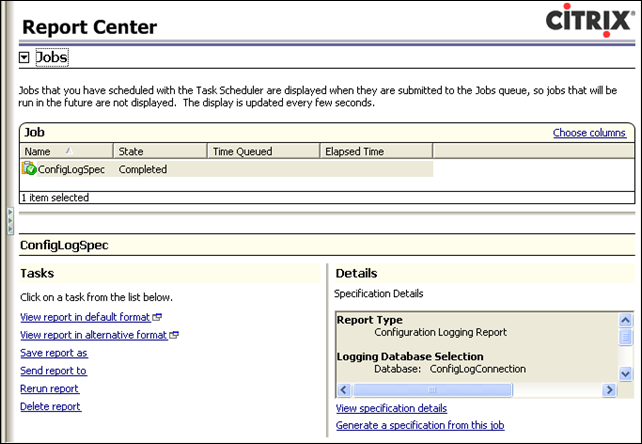 Report Center
CITRIX®
Jobs
Jobs that you have scheduled with the Task Scheduler are displayed when they are submitted to the Jobs queue, so jobs that will be
run in the future are not displayed. The display is updated every few seconds.
Job
Choose columns
Name State Time Queued Elapsed Time
ConfigLogSpec Completed
1 item selected
ConfigLogSpec
Tasks
Click on a task from the list below.
View report in default format
View report in alternative format
Save report as
Send report to
Rerun report
Delete report
Details
Specification Details
Report Type
Configuration Logging Report
Logging Database Selection
Database: ConfigLogConnection
View specification details
Generate a specification from this job